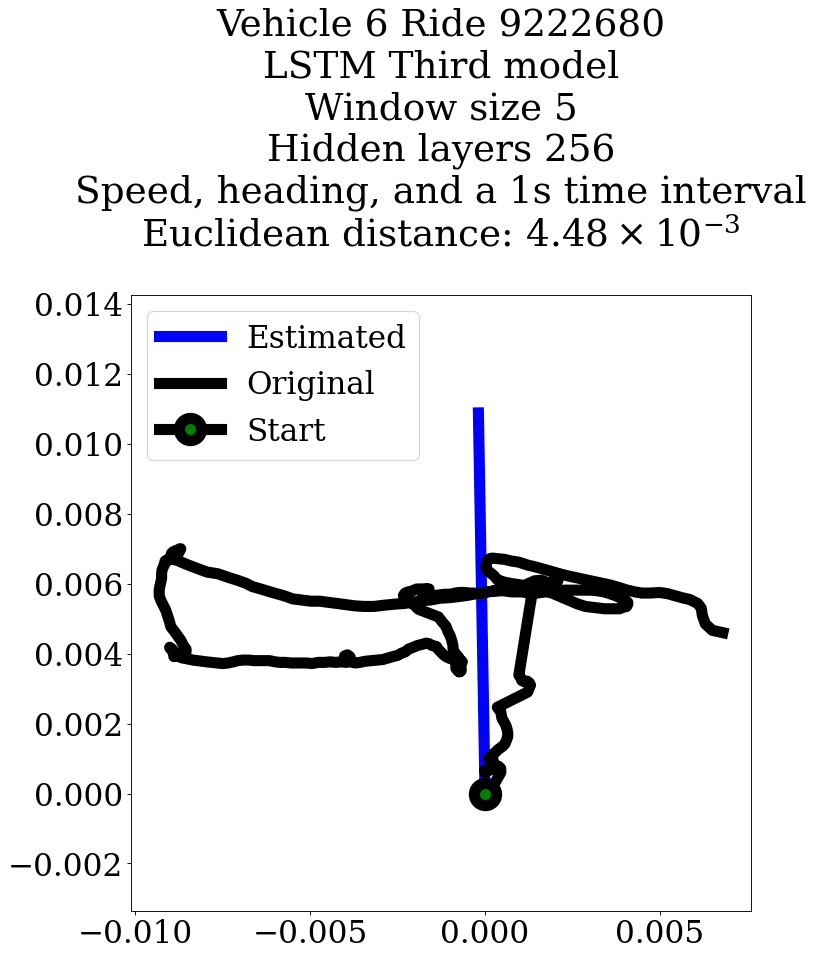 Vehicle 6 Ride 9222680
LSTM Third model
Window size 5
Hidden layers 256
Speed, heading, and a 1s time interval
Euclidean distance: 4.48 × 10⁻³
0.014
0.012
0.010
0.008
0.006
0.004
0.002
0.000
−0.002
Estimated
Original
Start
−0.010 −0.005 0.000 0.005